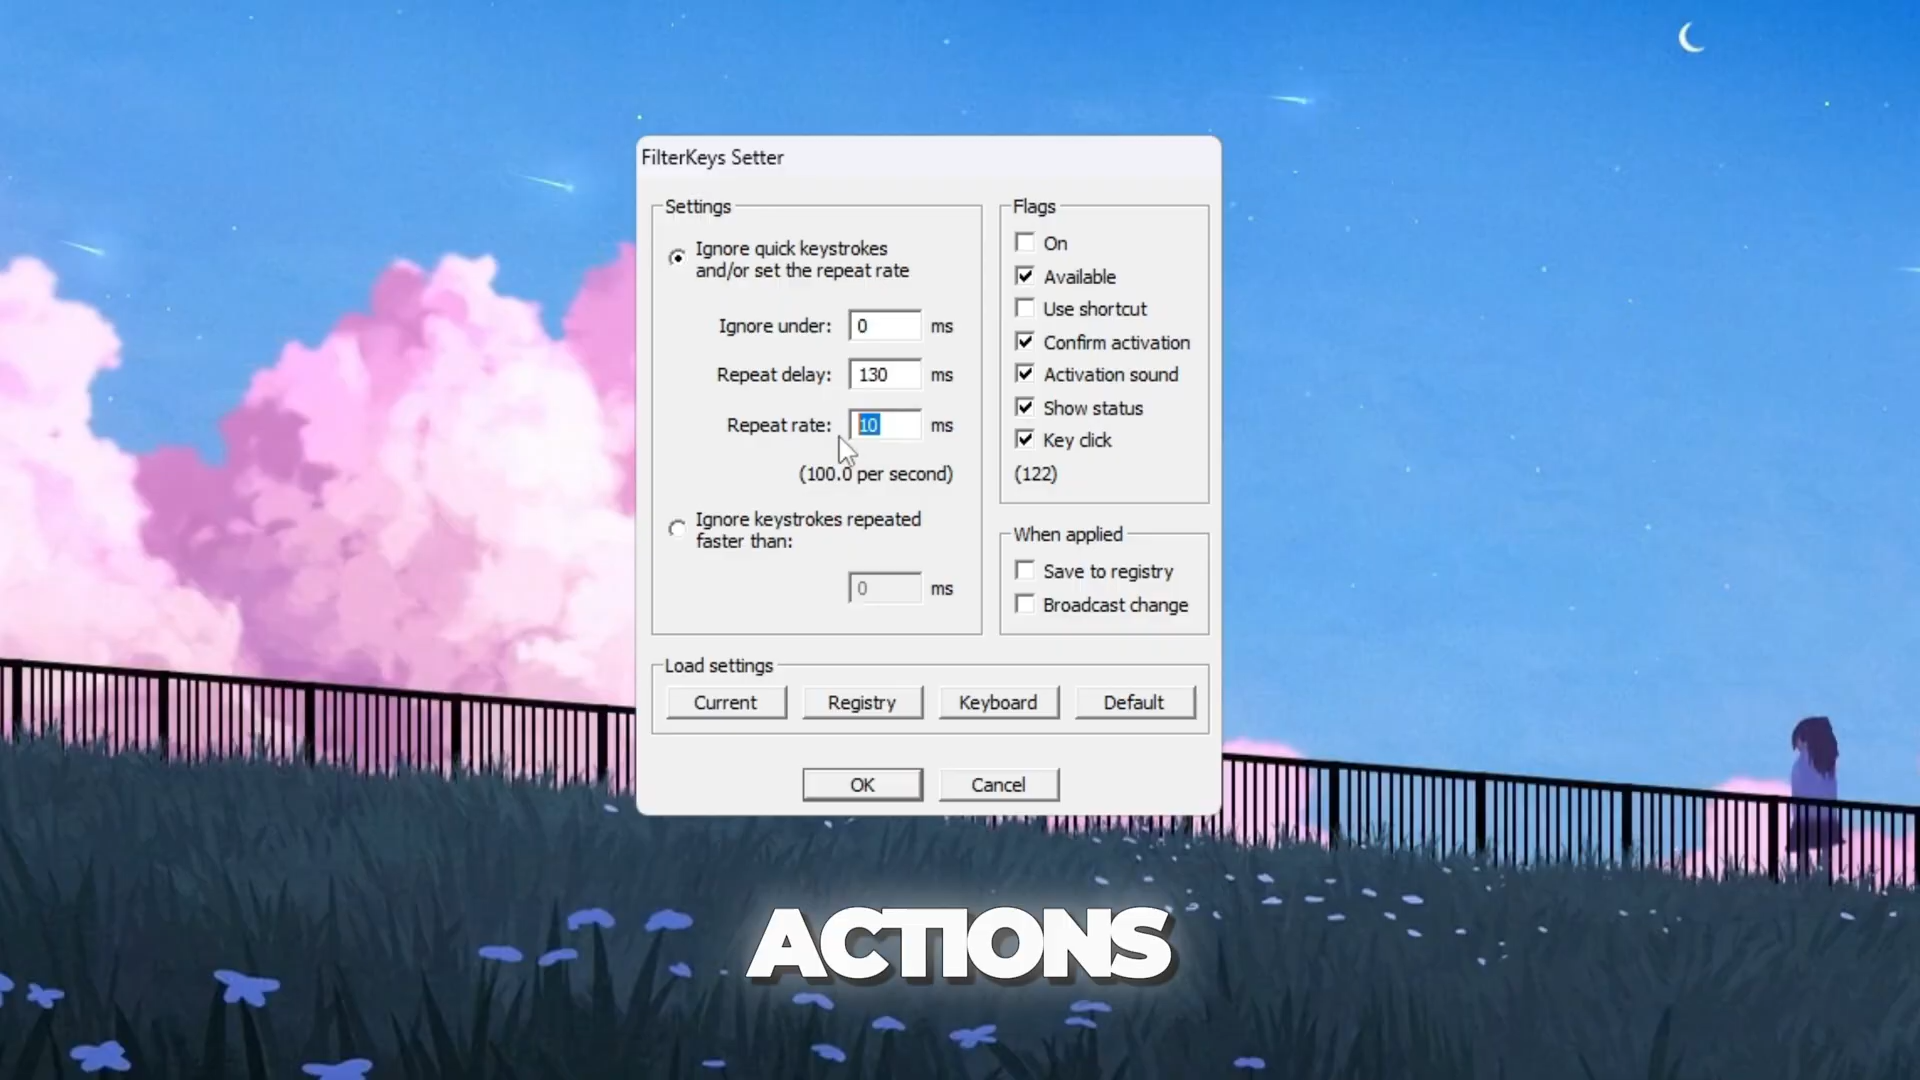 FilterKeys Setter
Settings
Ignore quick keystrokes
and/or set the repeat rate
Ignore under: 0 ms
Repeat delay: 130 ms
Repeat rate: 10 ms
(100.0 per second)
Ignore keystrokes repeated
faster than:
0 ms
Flags
On
Available
Use shortcut
Confirm activation
Activation sound
Show status
Key click
(122)
When applied
Save to registry
Broadcast change
Load settings
Current Registry Keyboard Default
OK Cancel
ACTIONS